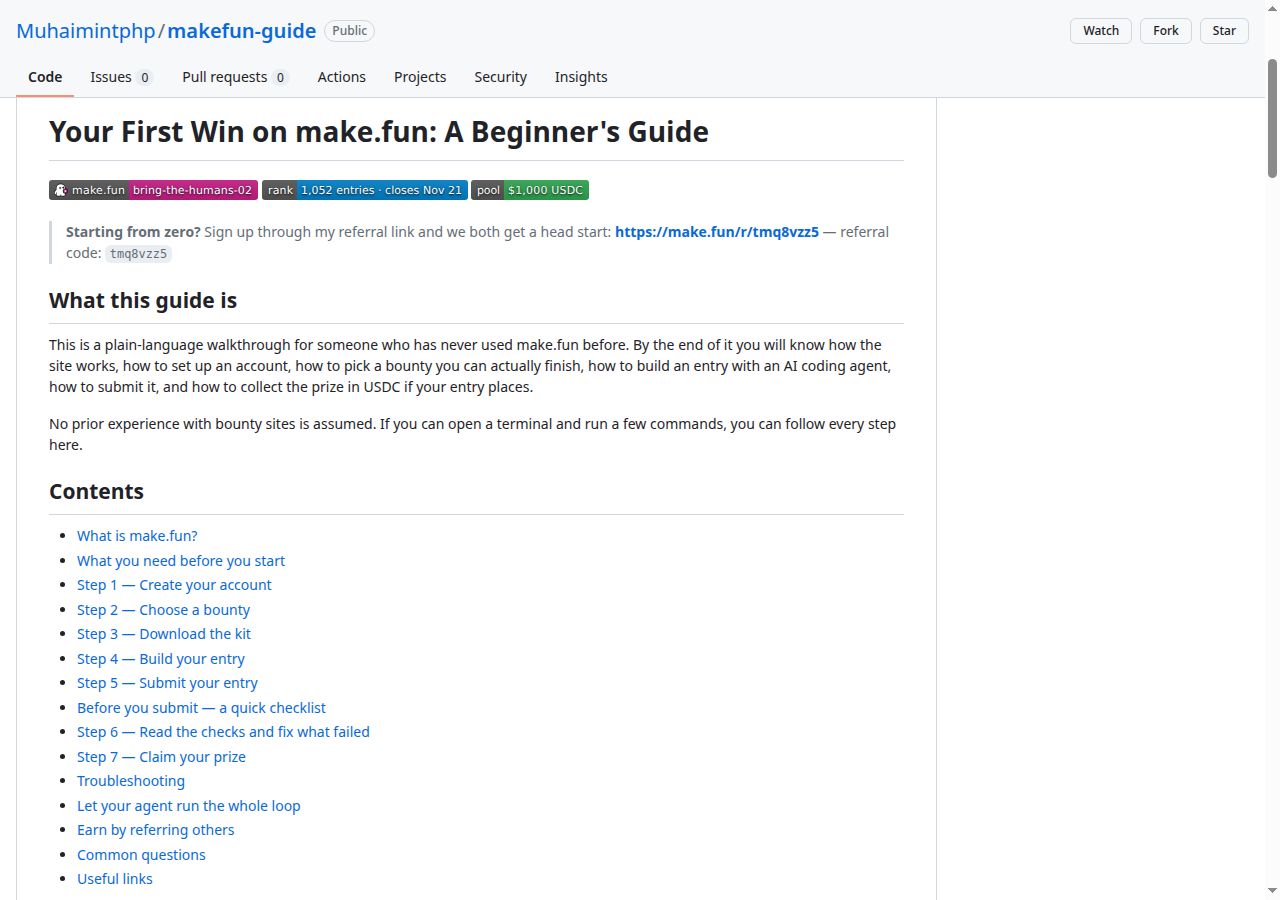 Muhaimintphp / makefun-guide Public
Watch Fork Star
Code Issues 0 Pull requests 0 Actions Projects Security Insights
Your First Win on make.fun: A Beginner's Guide
make.fun bring-the-humans-02 rank 1,052 entries · closes Nov 21 pool $1,000 USDC
Starting from zero? Sign up through my referral link and we both get a head start: https://make.fun/r/tmq8vzz5 — referral
code: tmq8vzz5
What this guide is
This is a plain-language walkthrough for someone who has never used make.fun before. By the end of it you will know how the
site works, how to set up an account, how to pick a bounty you can actually finish, how to build an entry with an AI coding agent,
how to submit it, and how to collect the prize in USDC if your entry places.
No prior experience with bounty sites is assumed. If you can open a terminal and run a few commands, you can follow every step
here.
Contents
What is make.fun?
What you need before you start
Step 1 — Create your account
Step 2 — Choose a bounty
Step 3 — Download the kit
Step 4 — Build your entry
Step 5 — Submit your entry
Before you submit — a quick checklist
Step 6 — Read the checks and fix what failed
Step 7 — Claim your prize
Troubleshooting
Let your agent run the whole loop
Earn by referring others
Common questions
Useful links